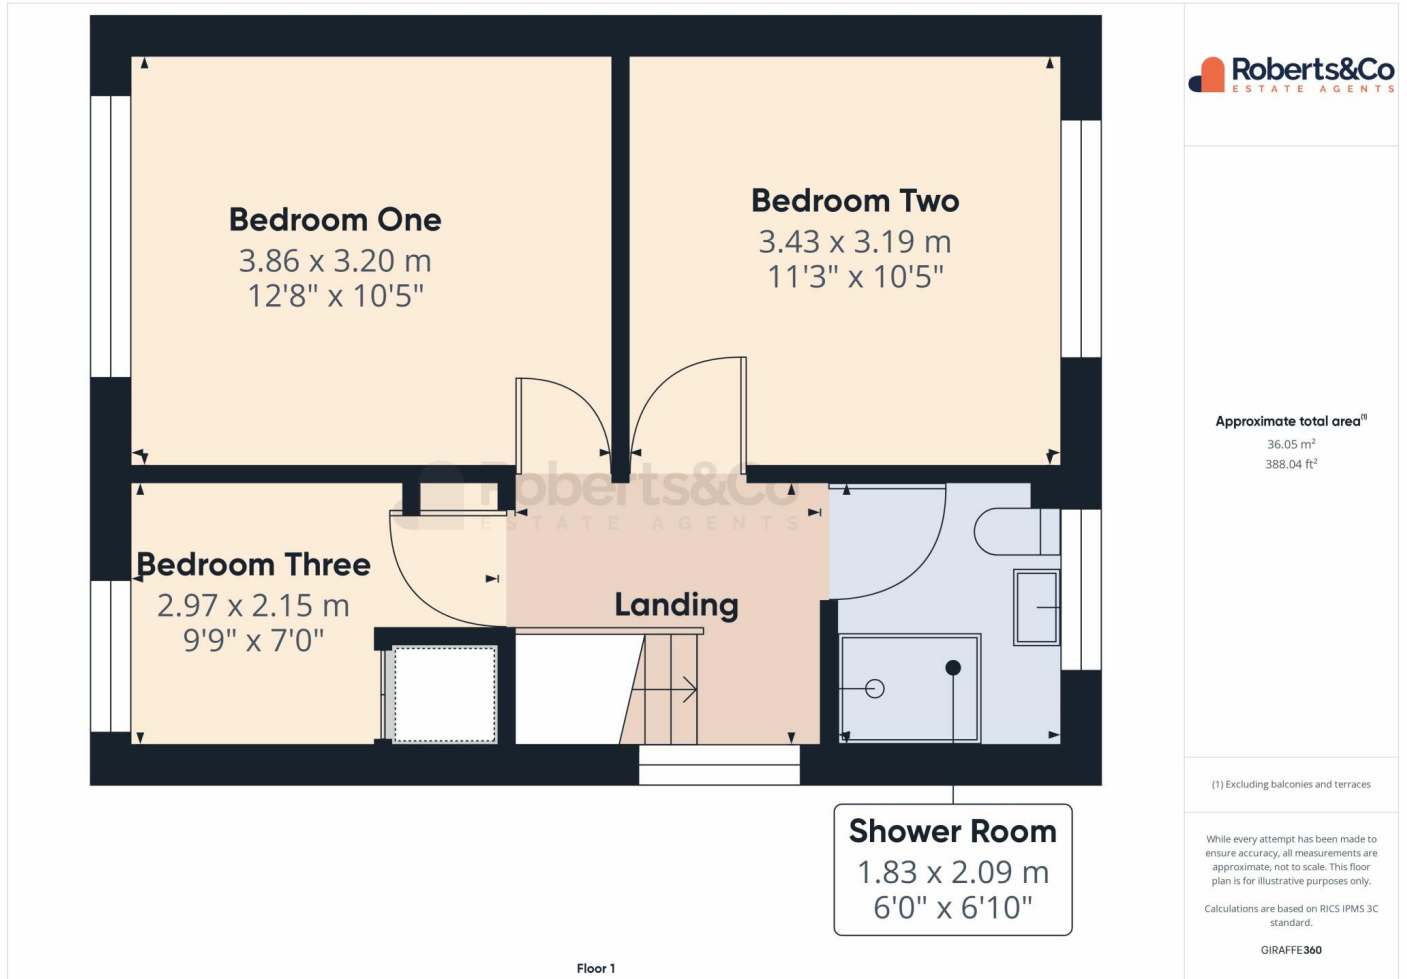 Bedroom One
3.86 x 3.20 m
12'8" x 10'5"
Bedroom Two
3.43 x 3.19 m
11'3" x 10'5"
Roberts&Co
ESTATE AGENTS
Bedroom Three
2.97 x 2.15 m
9'9" x 7'0"
Landing
Shower Room
1.83 x 2.09 m
6'0" x 6'10"
Floor 1
Roberts&Co
ESTATE AGENTS
Approximate total area(1)
36.05 m²
388.04 ft²
(1) Excluding balconies and terraces
While every attempt has been made to
ensure accuracy, all measurements are
approximate, not to scale. This floor
plan is for illustrative purposes only.
Calculations are based on RICS IPMS 3C
standard.
GIRAFFE360